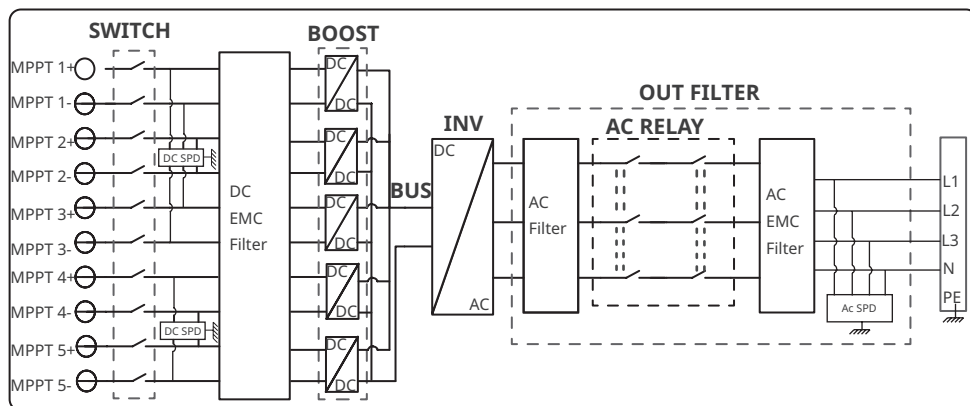 SWITCH
BOOST
MPPT 1+
MPPT 1-
MPPT 2+
MPPT 2-
MPPT 3+
MPPT 3-
MPPT 4+
MPPT 4-
MPPT 5+
MPPT 5-
DC SPD
DC SPD
DC
EMC
Filter
DC
DC
DC
DC
DC
DC
DC
DC
DC
DC
BUS
INV
DC
AC
OUT FILTER
AC RELAY
AC
Filter
AC
EMC
Filter
Ac SPD
L1
L2
L3
N
PE